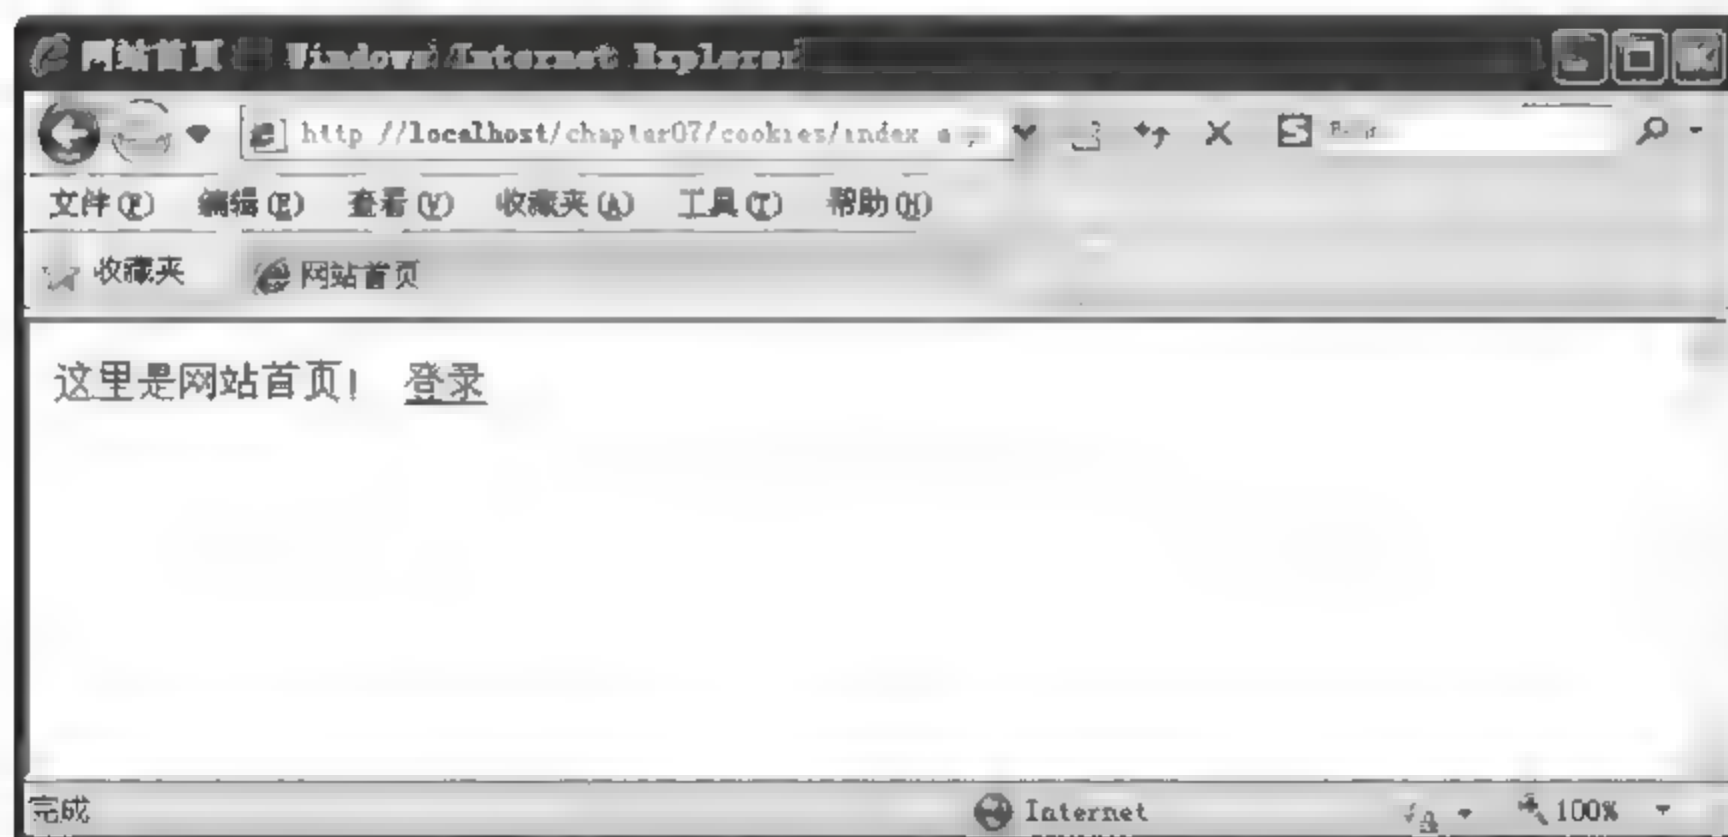 网站首页 - Windows Internet Explorer
http://localhost/chapter07/cookies/index
文件(F) 编辑(E) 查看(V) 收藏夹(A) 工具(T) 帮助(H)
收藏夹 网站首页
这里是网站首页! 登录
完成 Internet 100%